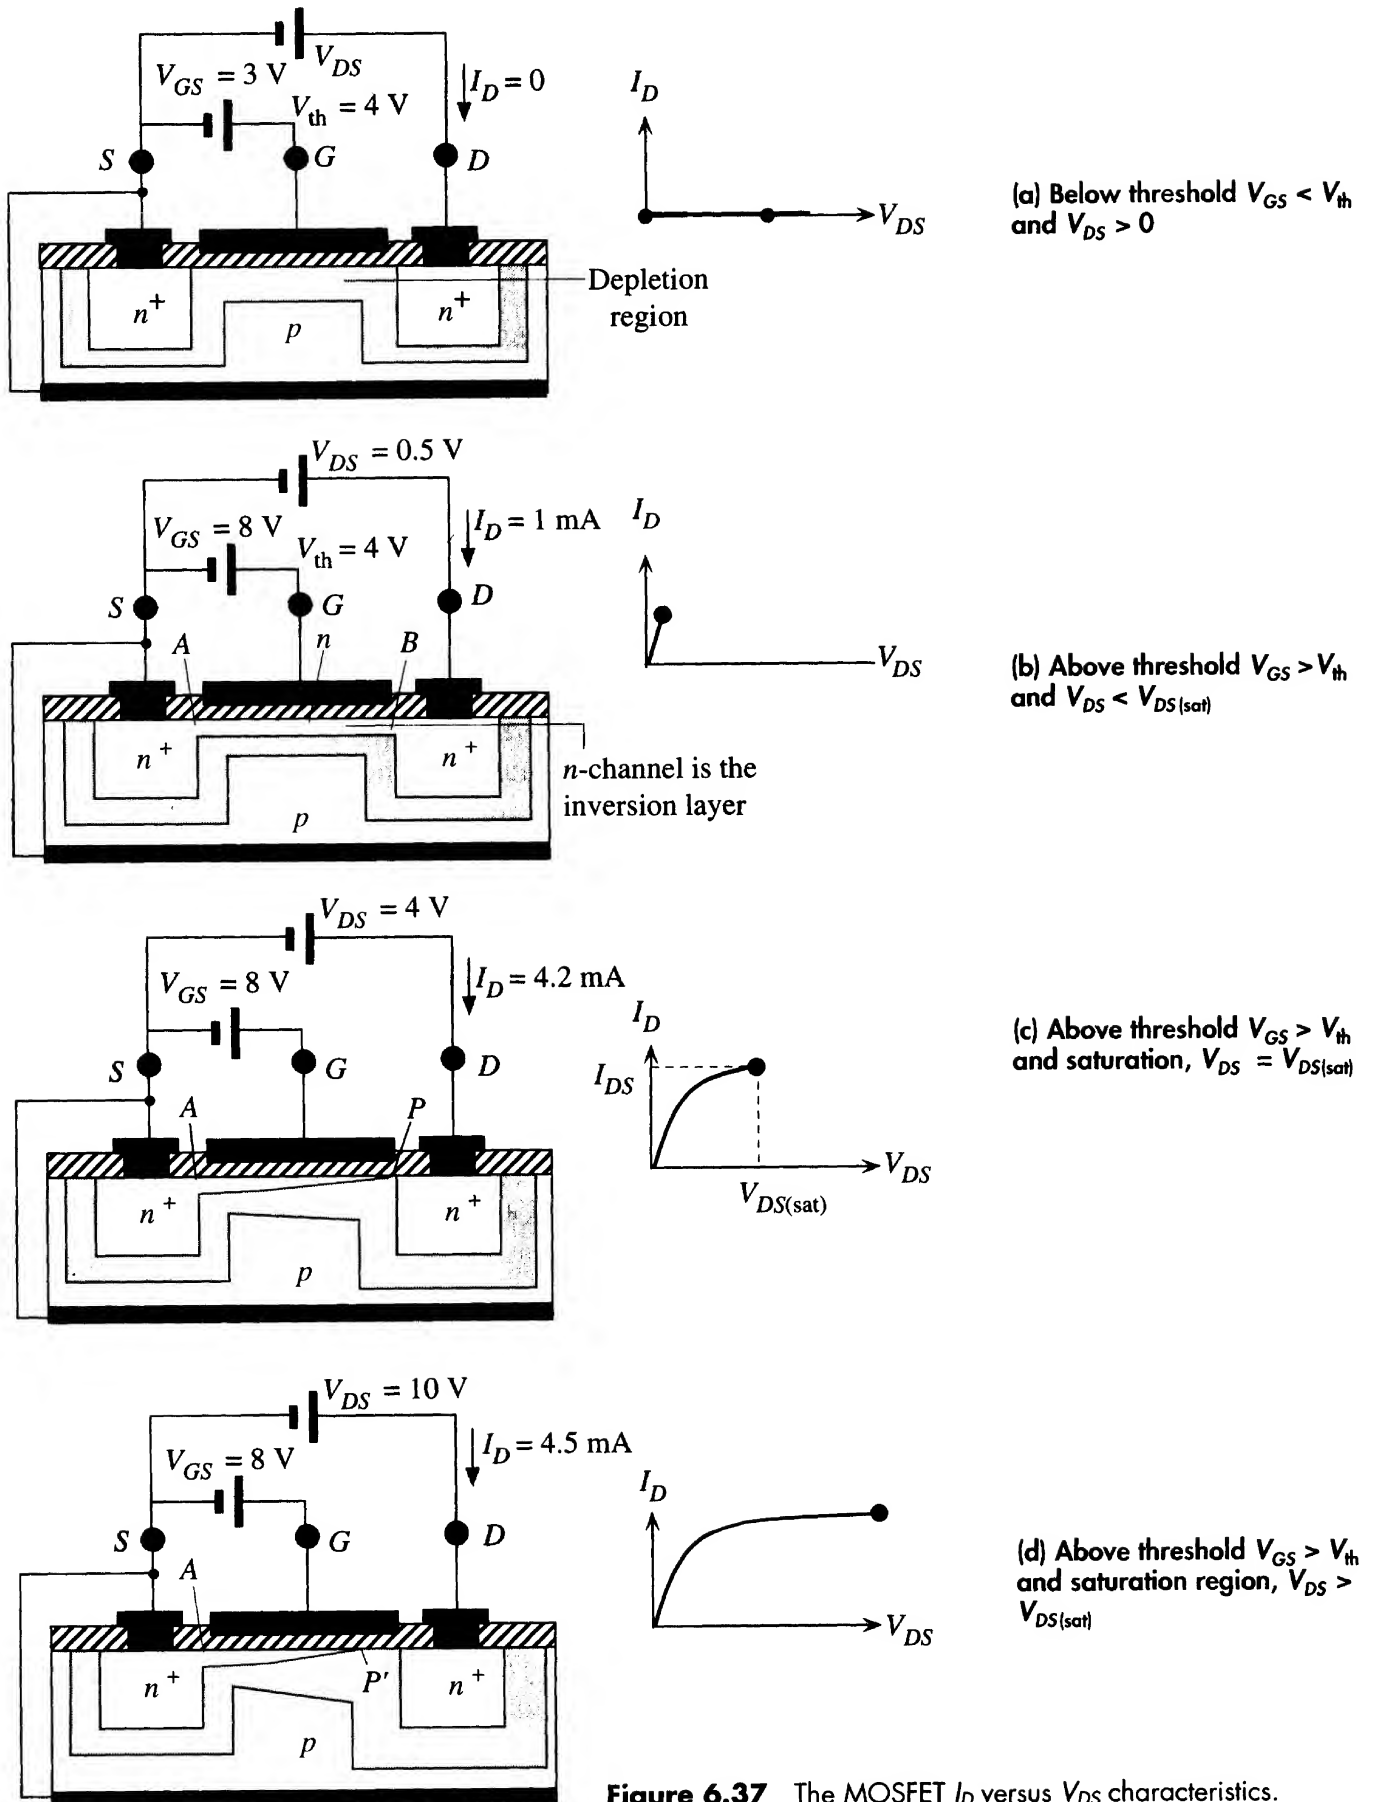 V_DS
V_GS = 3 V
I_D = 0
V_th = 4 V
S
G
D
n+
n+
p
Depletion
region
I_D
V_DS
(a) Below threshold V_GS < V_th
and V_DS > 0
V_DS = 0.5 V
V_GS = 8 V
I_D = 1 mA
V_th = 4 V
S
G
D
A
n
B
n+
n+
p
n-channel is the
inversion layer
I_D
V_DS
(b) Above threshold V_GS > V_th
and V_DS < V_DS(sat)
V_DS = 4 V
V_GS = 8 V
I_D = 4.2 mA
S
G
D
A
P
n+
n+
p
I_D
I_DS
V_DS
V_DS(sat)
(c) Above threshold V_GS > V_th
and saturation, V_DS = V_DS(sat)
V_DS = 10 V
V_GS = 8 V
I_D = 4.5 mA
S
G
D
A
P'
n+
n+
p
I_D
V_DS
(d) Above threshold V_GS > V_th
and saturation region, V_DS >
V_DS(sat)
Figure 6.37 The MOSFET I_D versus V_DS characteristics.